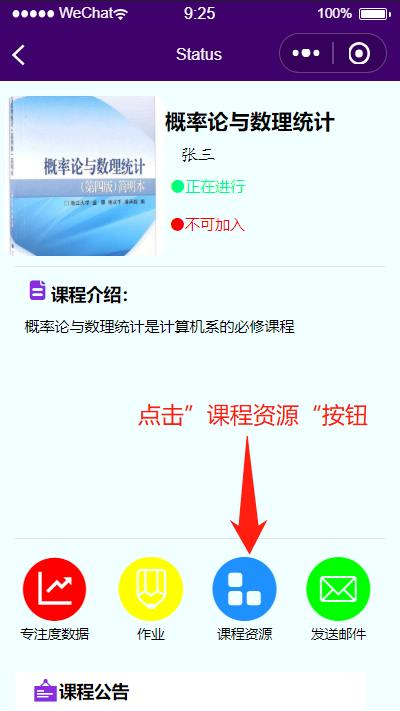 WeChat 9:25 100%
Status
概率论与数理统计
概率论与数理统计
(第四版)简明本
张三
正在进行
不可加入
课程介绍：
概率论与数理统计是计算机系的必修课程
点击”课程资源“按钮
专注度数据 作业 课程资源 发送邮件
课程公告